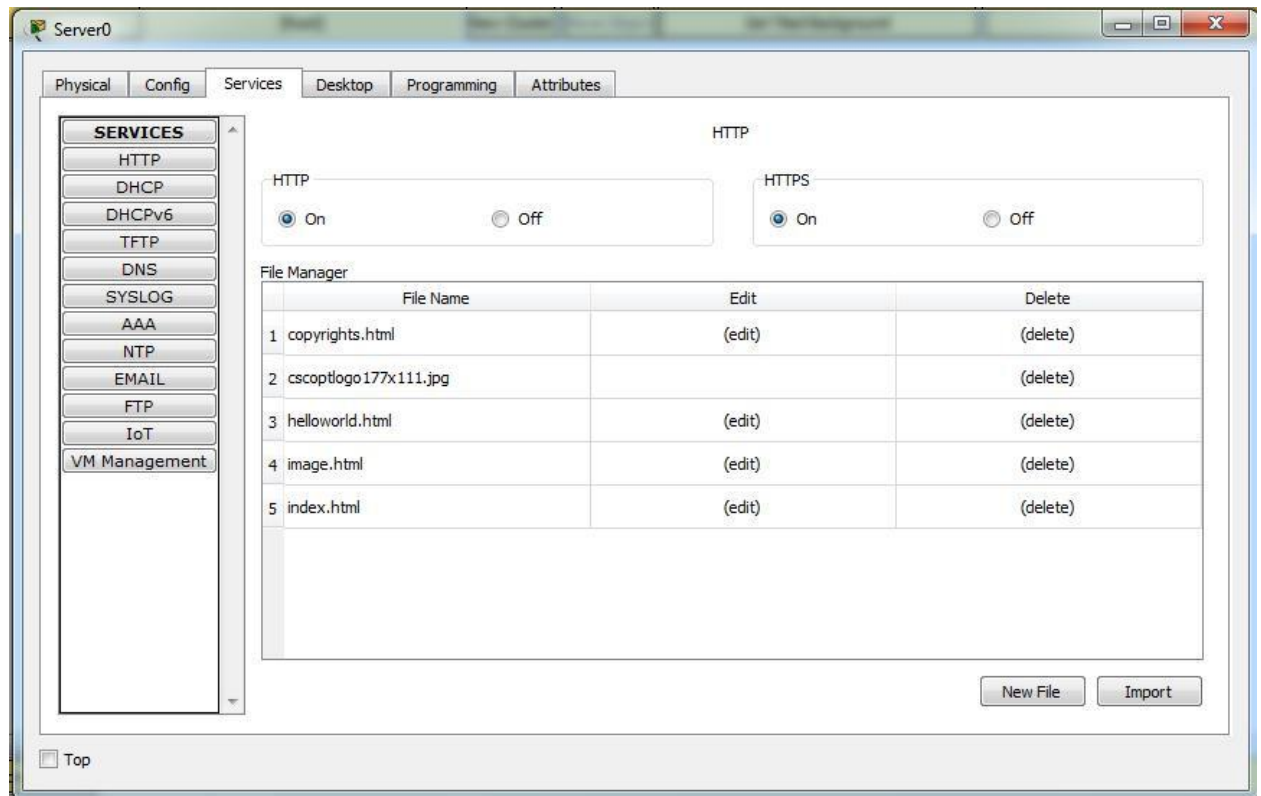 Server0
Physical Config Services Desktop Programming Attributes
SERVICES
HTTP
DHCP
DHCPv6
TFTP
DNS
SYSLOG
AAA
NTP
EMAIL
FTP
IoT
VM Management
HTTP
HTTP
On Off
HTTPS
On Off
File Manager
File Name Edit Delete
1 copyrights.html (edit) (delete)
2 cscoptlogo177x111.jpg (delete)
3 helloworld.html (edit) (delete)
4 image.html (edit) (delete)
5 index.html (edit) (delete)
New File Import
Top